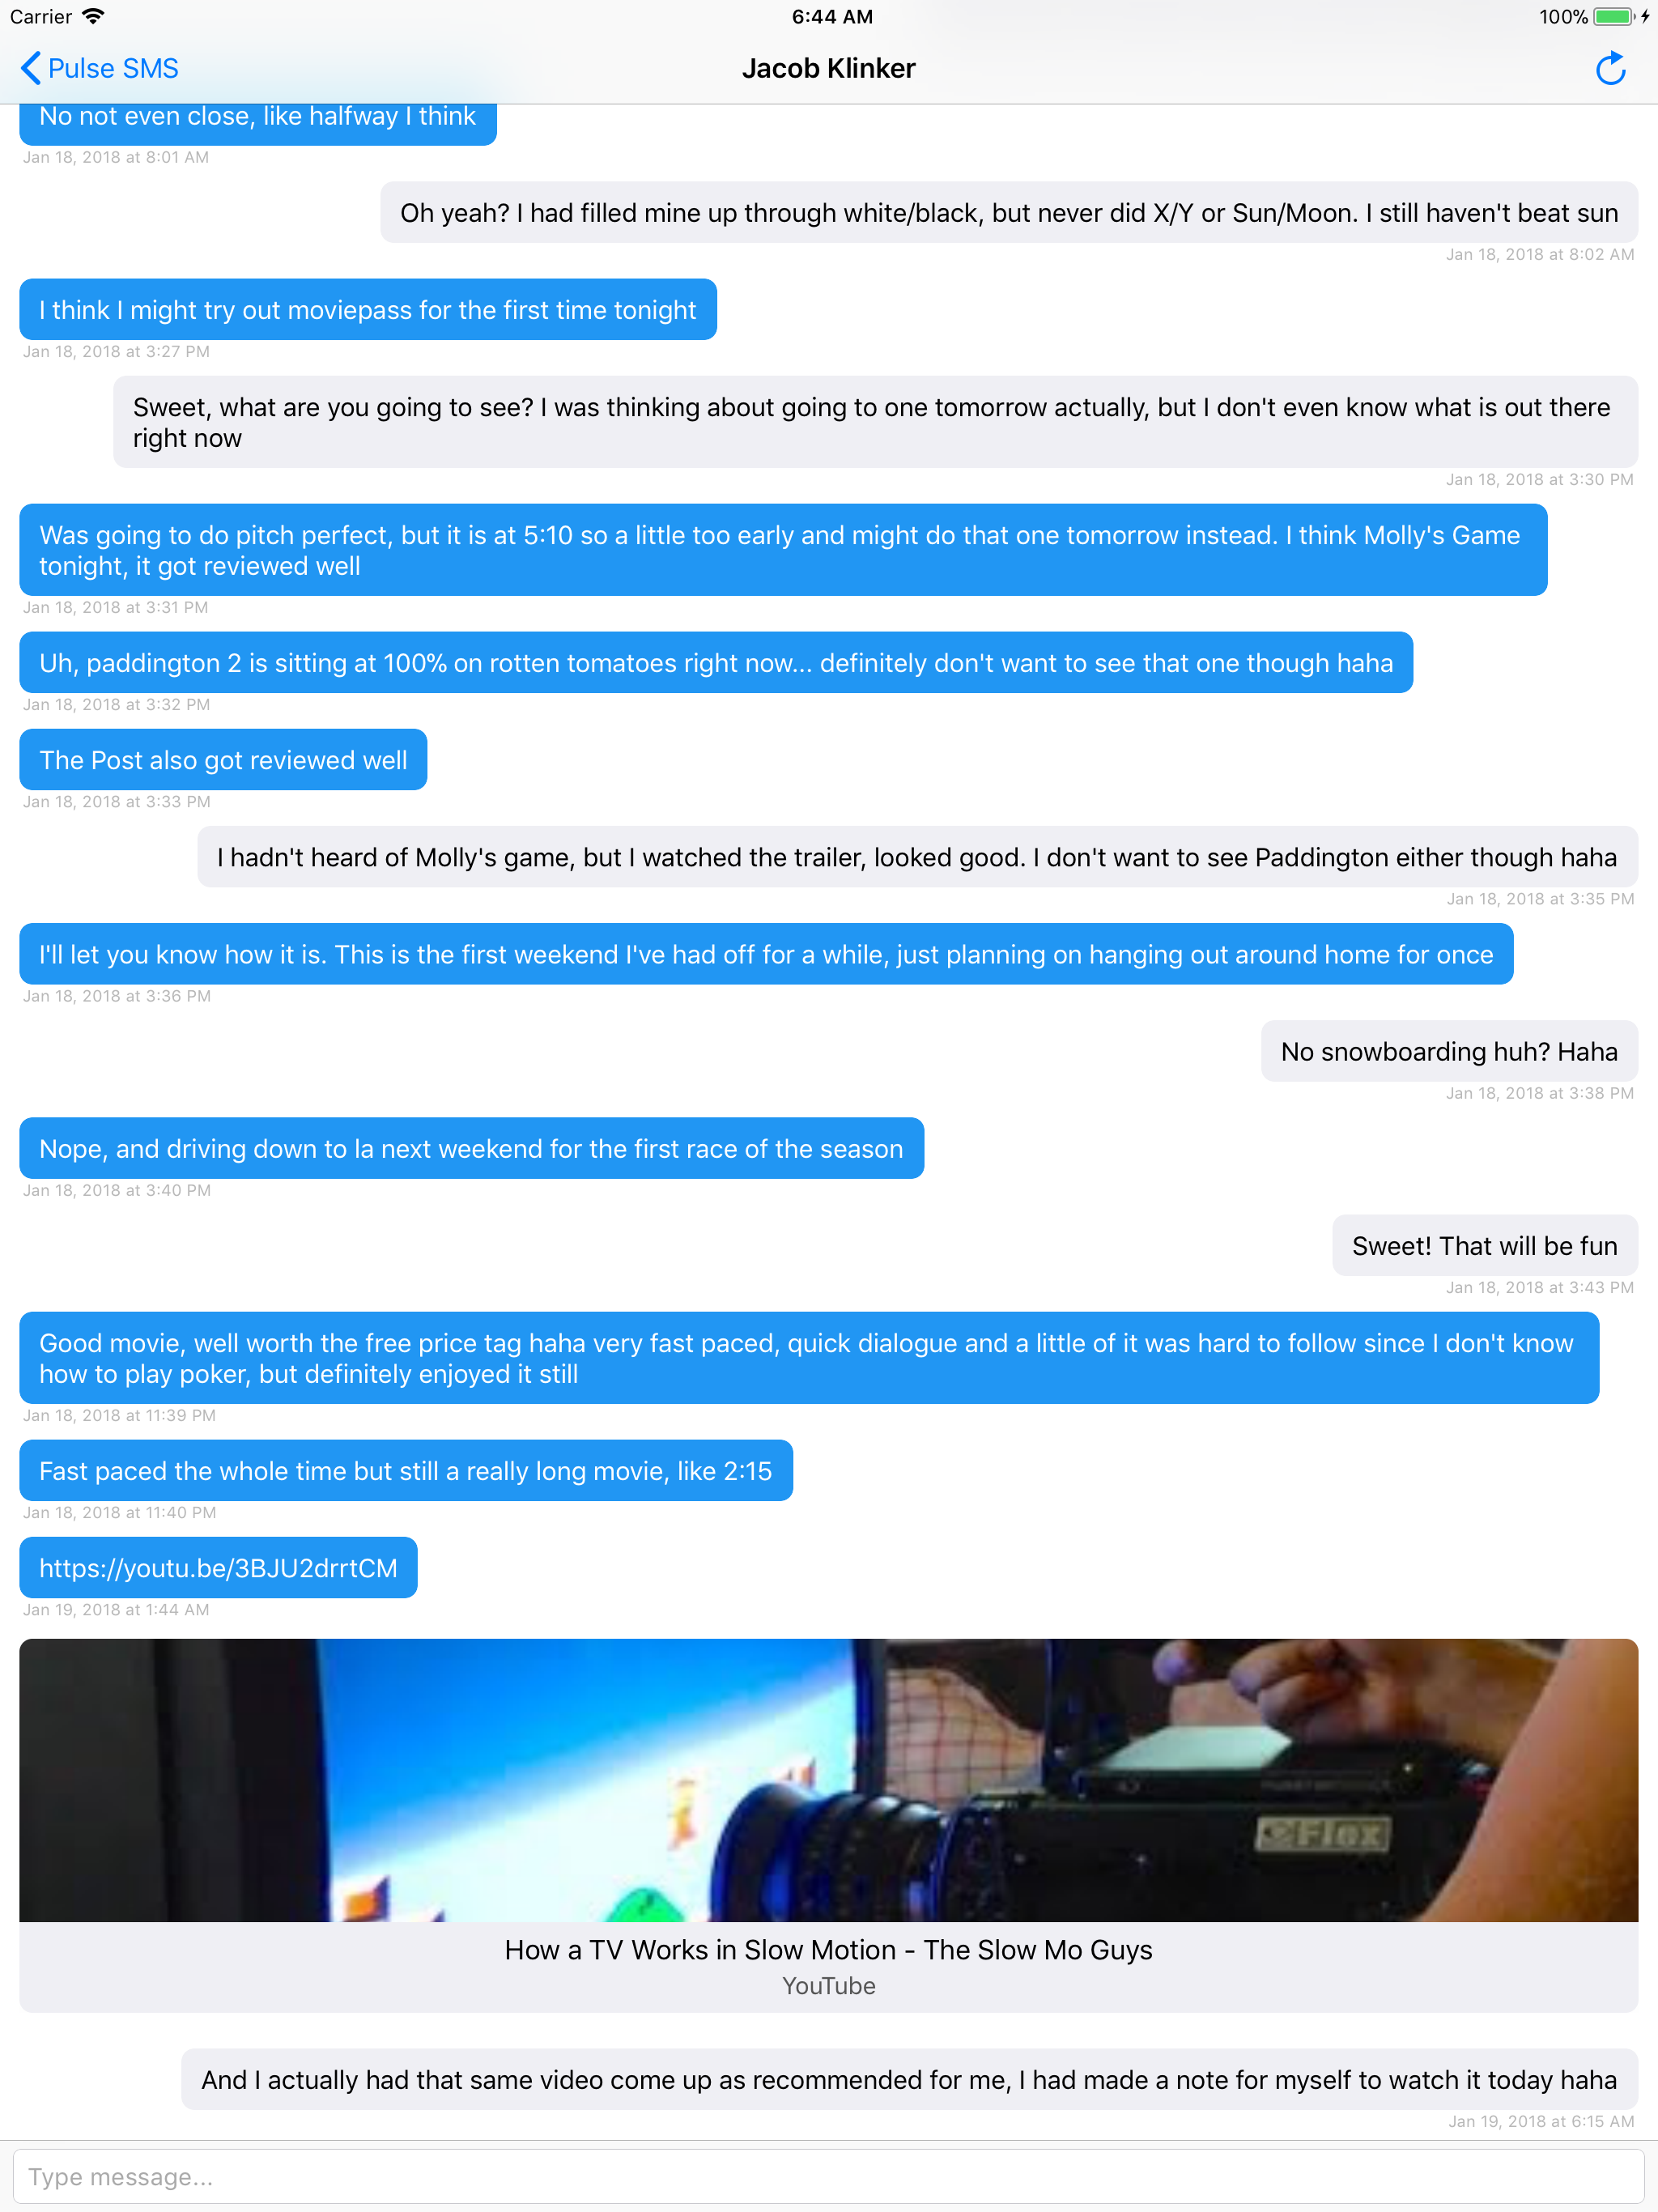 Carrier 6:44 AM 100%
Pulse SMS Jacob Klinker
No not even close, like halfway I think
Jan 18, 2018 at 8:01 AM
Oh yeah? I had filled mine up through white/black, but never did X/Y or Sun/Moon. I still haven't beat sun
Jan 18, 2018 at 8:02 AM
I think I might try out moviepass for the first time tonight
Jan 18, 2018 at 3:27 PM
Sweet, what are you going to see? I was thinking about going to one tomorrow actually, but I don't even know what is out there
right now
Jan 18, 2018 at 3:30 PM
Was going to do pitch perfect, but it is at 5:10 so a little too early and might do that one tomorrow instead. I think Molly's Game
tonight, it got reviewed well
Jan 18, 2018 at 3:31 PM
Uh, paddington 2 is sitting at 100% on rotten tomatoes right now... definitely don't want to see that one though haha
Jan 18, 2018 at 3:32 PM
The Post also got reviewed well
Jan 18, 2018 at 3:33 PM
I hadn't heard of Molly's game, but I watched the trailer, looked good. I don't want to see Paddington either though haha
Jan 18, 2018 at 3:35 PM
I'll let you know how it is. This is the first weekend I've had off for a while, just planning on hanging out around home for once
Jan 18, 2018 at 3:36 PM
No snowboarding huh? Haha
Jan 18, 2018 at 3:38 PM
Nope, and driving down to la next weekend for the first race of the season
Jan 18, 2018 at 3:40 PM
Sweet! That will be fun
Jan 18, 2018 at 3:43 PM
Good movie, well worth the free price tag haha very fast paced, quick dialogue and a little of it was hard to follow since I don't know
how to play poker, but definitely enjoyed it still
Jan 18, 2018 at 11:39 PM
Fast paced the whole time but still a really long movie, like 2:15
Jan 18, 2018 at 11:40 PM
https://youtu.be/3BJU2drrtCM
Jan 19, 2018 at 1:44 AM
Flex
How a TV Works in Slow Motion - The Slow Mo Guys
YouTube
And I actually had that same video come up as recommended for me, I had made a note for myself to watch it today haha
Jan 19, 2018 at 6:15 AM
Type message...